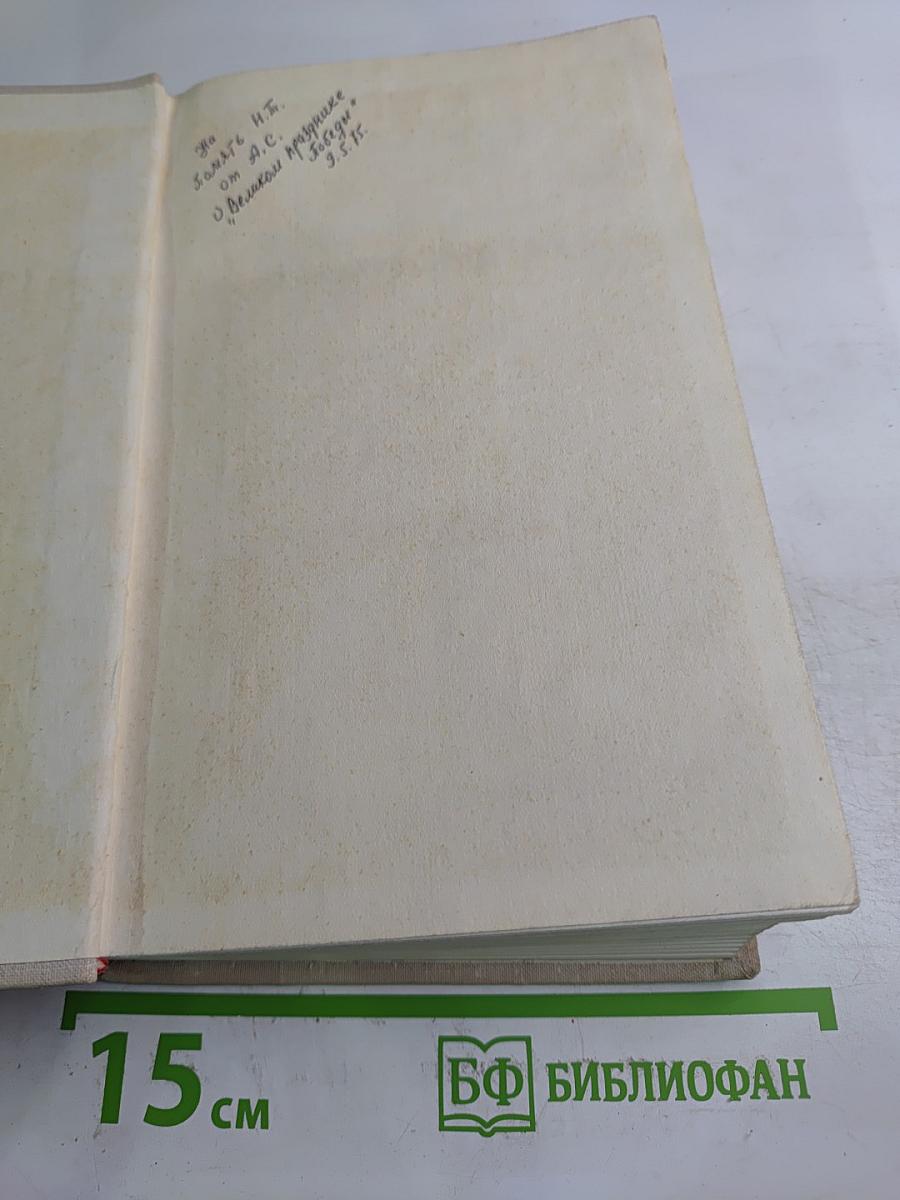 На
память Н.Т.
от А.С.
о „Великом празднике
Победы"
9.5.75.
15 см
БФ БИБЛИОФАН